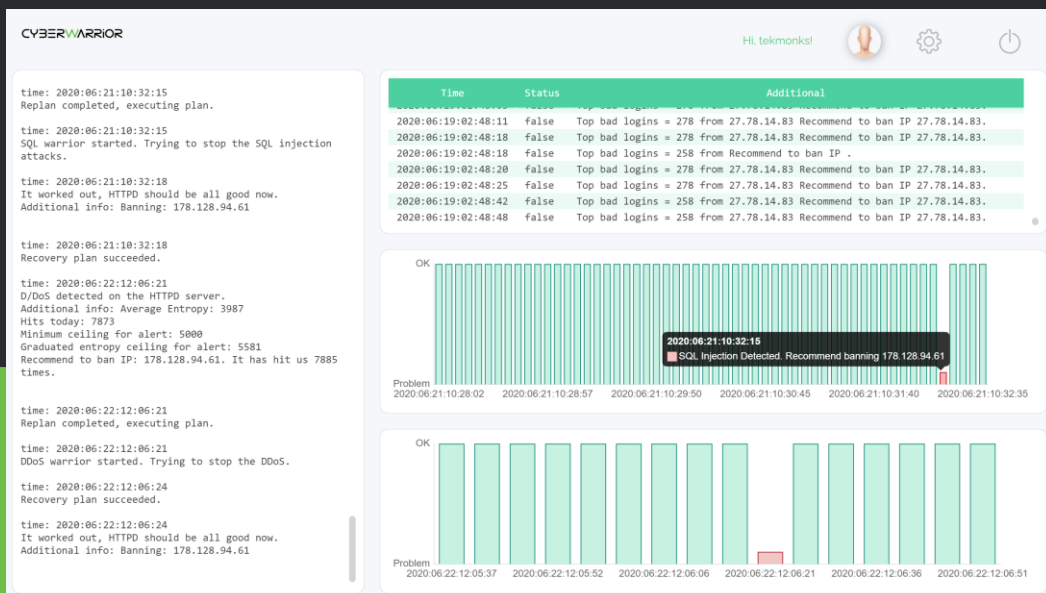 CYBERWARRIOR
Hi, tekmonks!
time: 2020:06:21:10:32:15
Replan completed, executing plan.
time: 2020:06:21:10:32:15
SQL warrior started. Trying to stop the SQL injection
attacks.
time: 2020:06:21:10:32:18
It worked out, HTTPD should be all good now.
Additional info: Banning: 178.128.94.61
time: 2020:06:21:10:32:18
Recovery plan succeeded.
time: 2020:06:22:12:06:21
D/DoS detected on the HTTPD server.
Additional info: Average Entropy: 3987
Hits today: 7873
Minimum ceiling for alert: 5000
Graduated entropy ceiling for alert: 5581
Recommend to ban IP: 178.128.94.61. It has hit us 7885
times.
time: 2020:06:22:12:06:21
Replan completed, executing plan.
time: 2020:06:22:12:06:21
DDoS warrior started. Trying to stop the DDoS.
time: 2020:06:22:12:06:24
Recovery plan succeeded.
time: 2020:06:22:12:06:24
It worked out, HTTPD should be all good now.
Additional info: Banning: 178.128.94.61
Time Status Additional
2020:06:19:02:48:11 false Top bad logins = 278 from 27.78.14.83 Recommend to ban IP 27.78.14.83.
2020:06:19:02:48:18 false Top bad logins = 278 from 27.78.14.83 Recommend to ban IP 27.78.14.83.
2020:06:19:02:48:18 false Top bad logins = 258 from Recommend to ban IP .
2020:06:19:02:48:20 false Top bad logins = 278 from 27.78.14.83 Recommend to ban IP 27.78.14.83.
2020:06:19:02:48:25 false Top bad logins = 278 from 27.78.14.83 Recommend to ban IP 27.78.14.83.
2020:06:19:02:48:42 false Top bad logins = 258 from 27.78.14.83 Recommend to ban IP 27.78.14.83.
2020:06:19:02:48:48 false Top bad logins = 258 from 27.78.14.83 Recommend to ban IP 27.78.14.83.
OK
2020:06:21:10:32:15
SQL Injection Detected. Recommend banning 178.128.94.61
Problem
2020:06:21:10:28:02 2020:06:21:10:28:57 2020:06:21:10:29:50 2020:06:21:10:30:45 2020:06:21:10:31:40 2020:06:21:10:32:35
OK
Problem
2020:06:22:12:05:37 2020:06:22:12:05:52 2020:06:22:12:06:06 2020:06:22:12:06:21 2020:06:22:12:06:36 2020:06:22:12:06:51